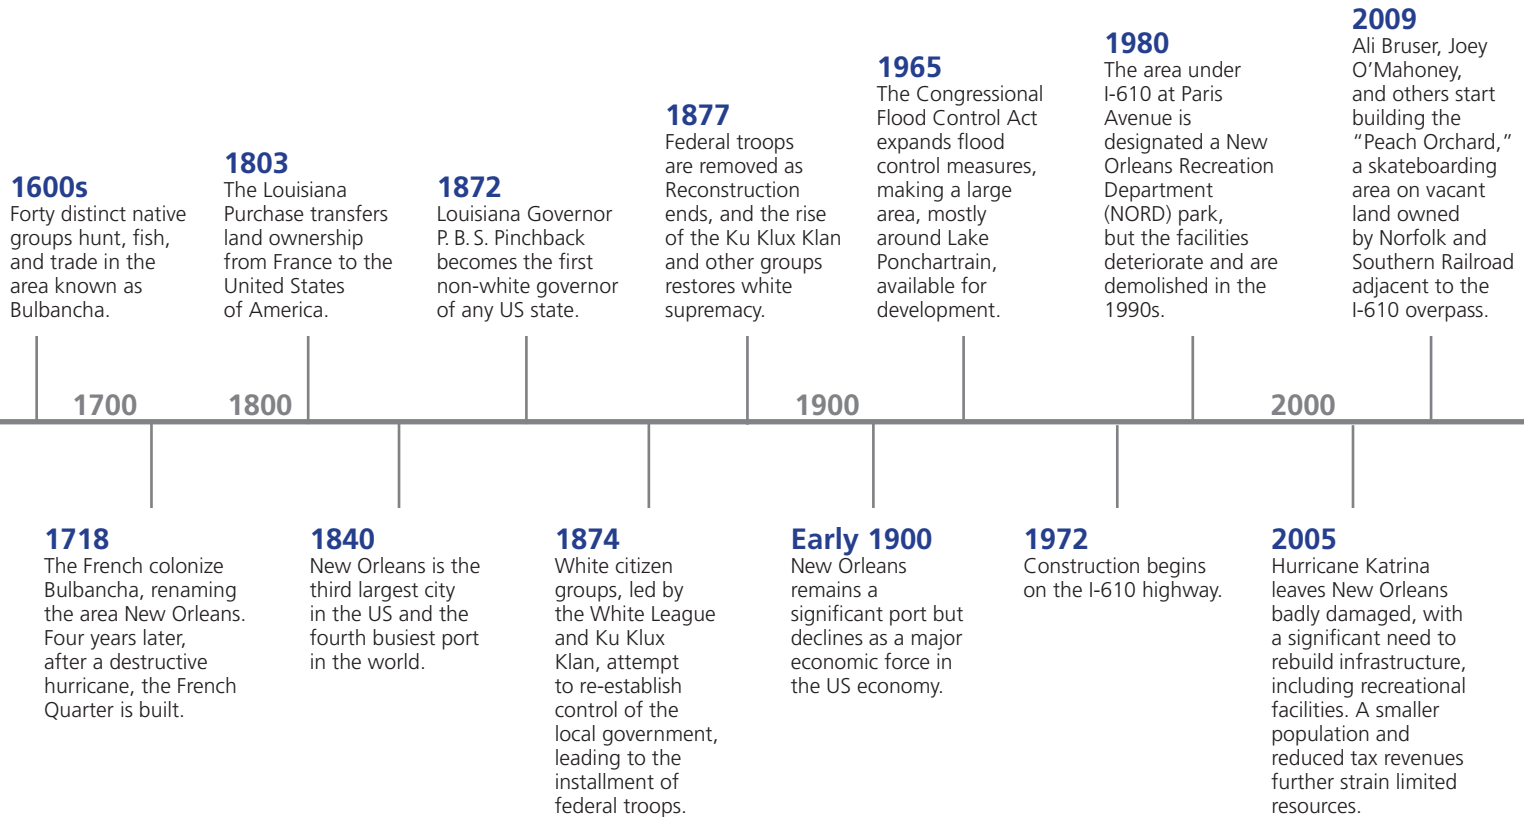 1600s
Forty distinct native
groups hunt, fish,
and trade in the
area known as
Bulbancha.
1803
The Louisiana
Purchase transfers
land ownership
from France to the
United States
of America.
1872
Louisiana Governor
P. B. S. Pinchback
becomes the first
non-white governor
of any US state.
1877
Federal troops
are removed as
Reconstruction
ends, and the rise
of the Ku Klux Klan
and other groups
restores white
supremacy.
1965
The Congressional
Flood Control Act
expands flood
control measures,
making a large
area, mostly
around Lake
Ponchartrain,
available for
development.
1980
The area under
I-610 at Paris
Avenue is
designated a New
Orleans Recreation
Department
(NORD) park,
but the facilities
deteriorate and are
demolished in the
1990s.
2009
Ali Bruser, Joey
O’Mahoney,
and others start
building the
“Peach Orchard,”
a skateboarding
area on vacant
land owned
by Norfolk and
Southern Railroad
adjacent to the
I-610 overpass.
1700
1800
1900
2000
1718
The French colonize
Bulbancha, renaming
the area New Orleans.
Four years later,
after a destructive
hurricane, the French
Quarter is built.
1840
New Orleans is the
third largest city
in the US and the
fourth busiest port
in the world.
1874
White citizen
groups, led by
the White League
and Ku Klux
Klan, attempt
to re-establish
control of the
local government,
leading to the
installment of
federal troops.
Early 1900
New Orleans
remains a
significant port but
declines as a major
economic force in
the US economy.
1972
Construction begins
on the I-610 highway.
2005
Hurricane Katrina
leaves New Orleans
badly damaged, with
a significant need to
rebuild infrastructure,
including recreational
facilities. A smaller
population and
reduced tax revenues
further strain limited
resources.